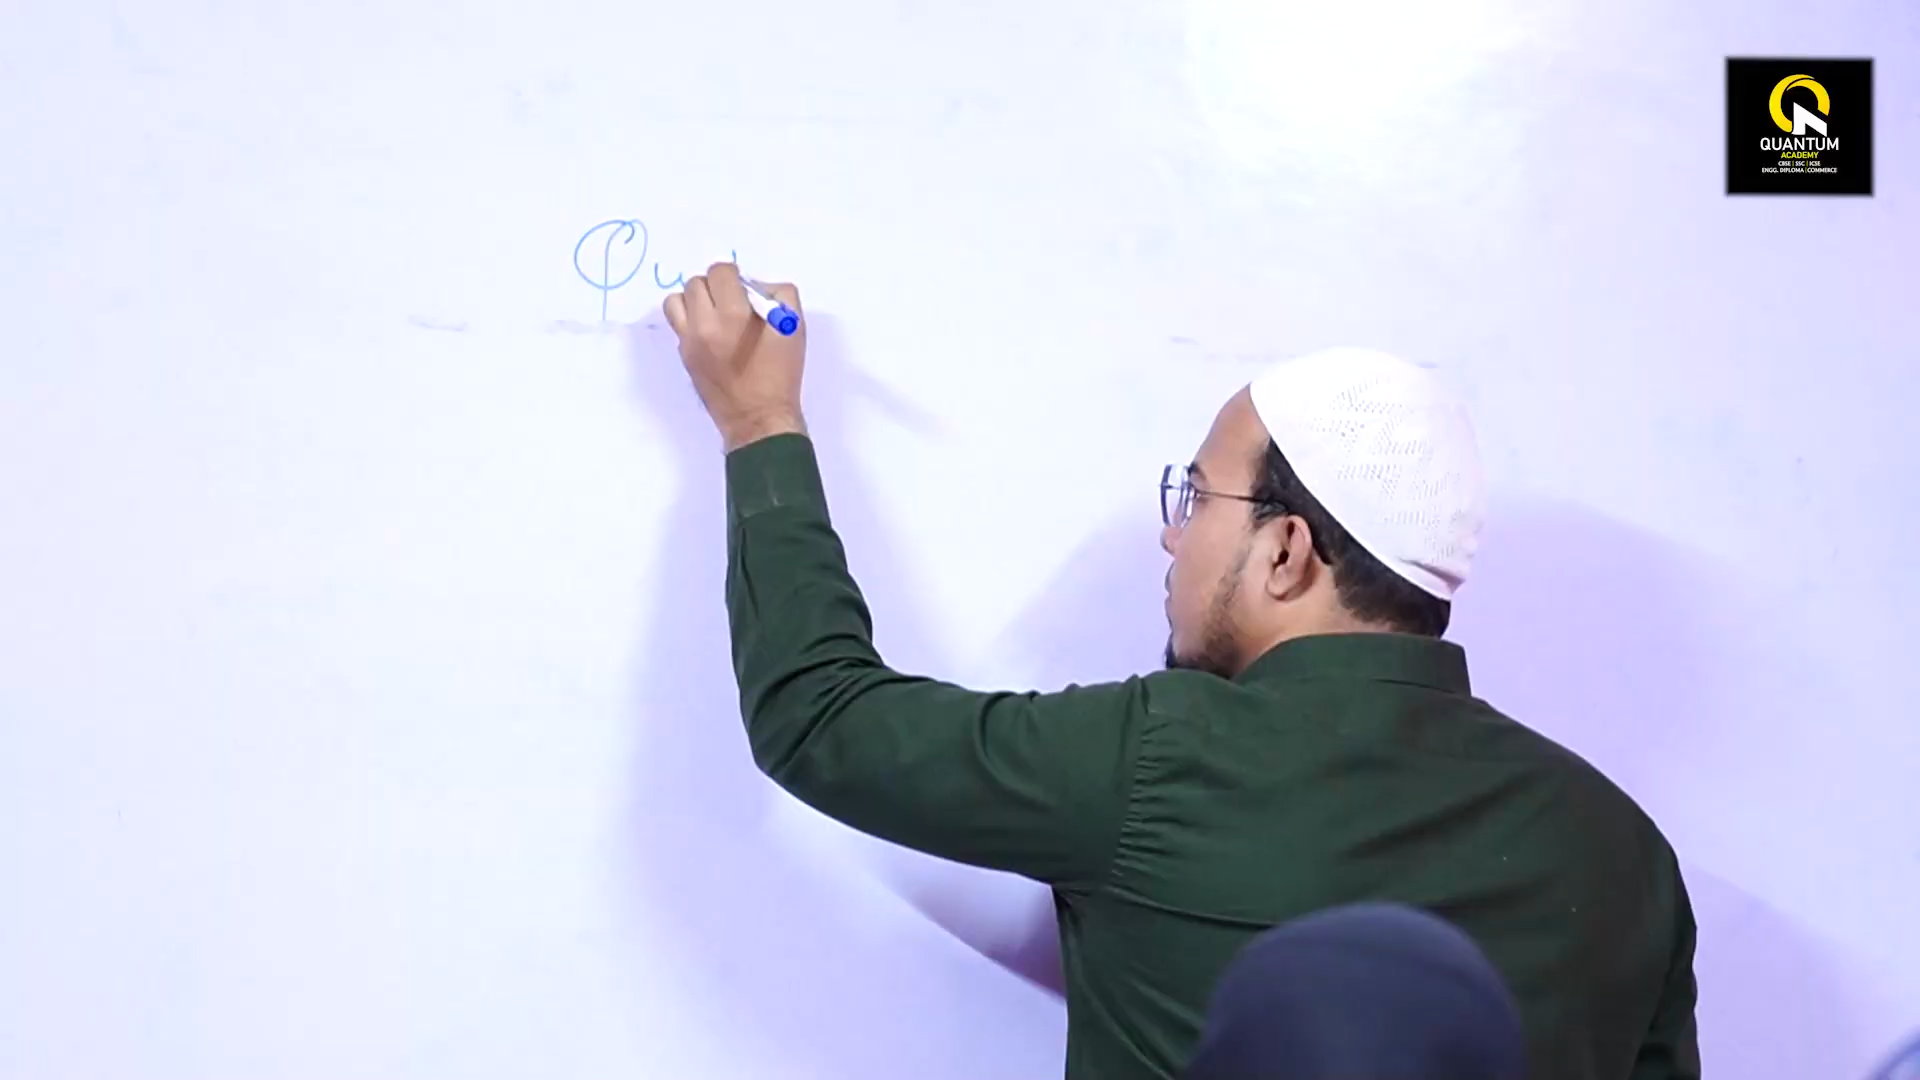 Qu
QUANTUM
ACADEMY
CBSE | SSC | ICSE
ENGG. DIPLOMA | COMMERCE